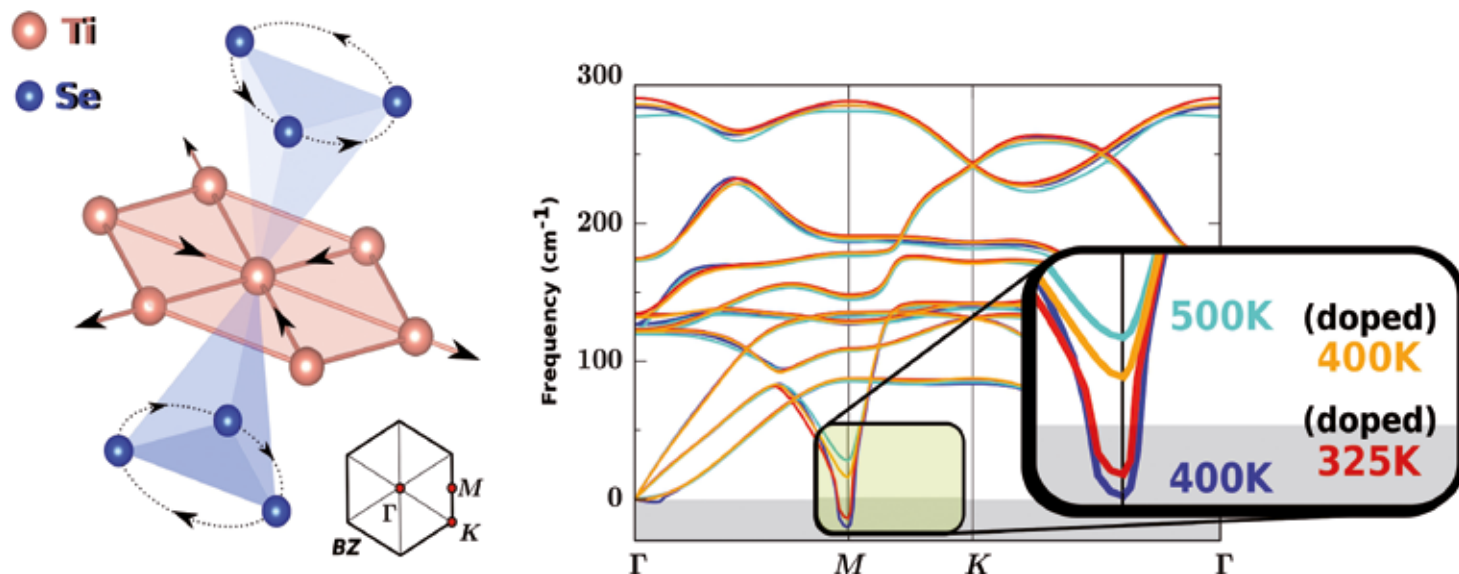 Ti
Se
Γ
M
K
BZ
Frequency (cm⁻¹)
300
200
100
0
Γ
M
K
Γ
500K
(doped)
400K
(doped)
325K
400K